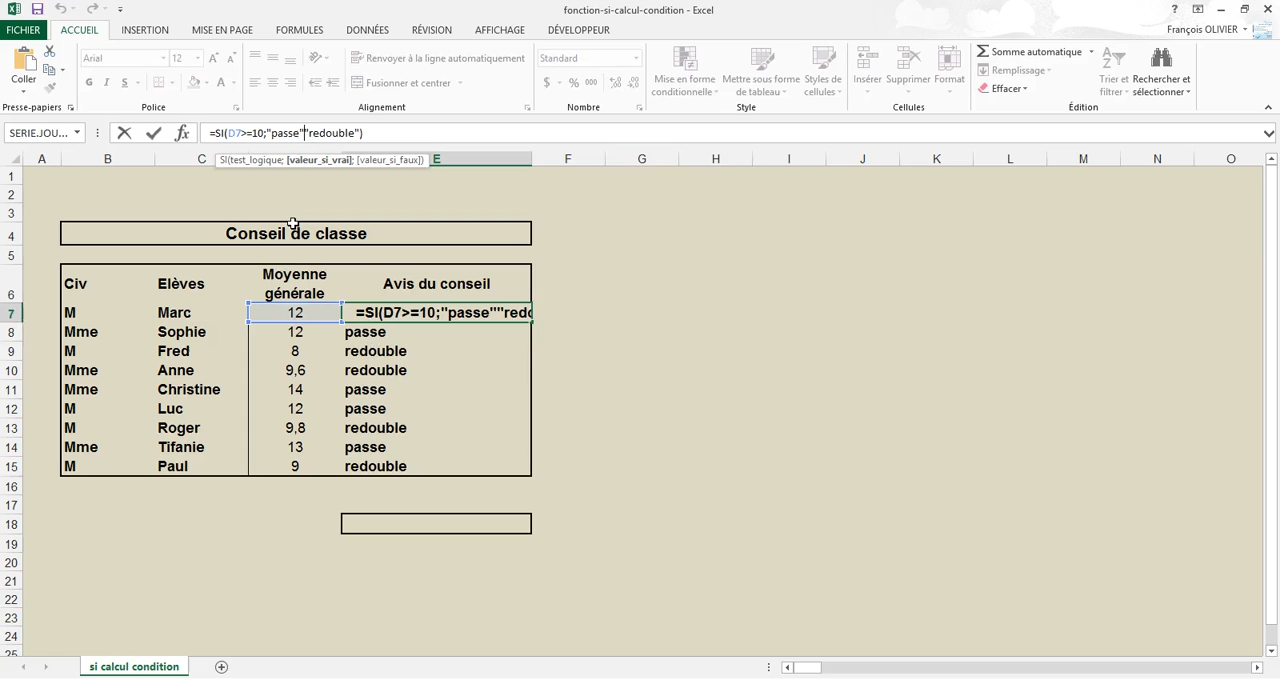 fonction-si-calcul-condition - Excel
FICHIER ACCUEIL INSERTION MISE EN PAGE FORMULES DONNÉES RÉVISION AFFICHAGE DÉVELOPPEUR François OLIVIER
Coller
Presse-papiers
Arial 12
G I S
Police
Renvoyer à la ligne automatiquement
Fusionner et centrer
Alignement
Standard
% 000
Nombre
Mise en forme conditionnelle
Mettre sous forme de tableau
Styles de cellules
Style
Insérer Supprimer Format
Cellules
Somme automatique
Remplissage
Effacer
Trier et filtrer
Rechercher et sélectionner
Édition
SERIE.JOU... fx =SI(D7>=10;"passe""redouble")
SI(test_logique; [valeur_si_vrai]; [valeur_si_faux])
A B C E F G H I J K L M N O
1
2
3
4 Conseil de classe
5
6 Civ Elèves Moyenne générale Avis du conseil
7 M Marc 12 =SI(D7>=10;"passe""redo
8 Mme Sophie 12 passe
9 M Fred 8 redouble
10 Mme Anne 9,6 redouble
11 Mme Christine 14 passe
12 M Luc 12 passe
13 M Roger 9,8 redouble
14 Mme Tifanie 13 passe
15 M Paul 9 redouble
16
17
18
19
20
21
22
23
24
25
si calcul condition